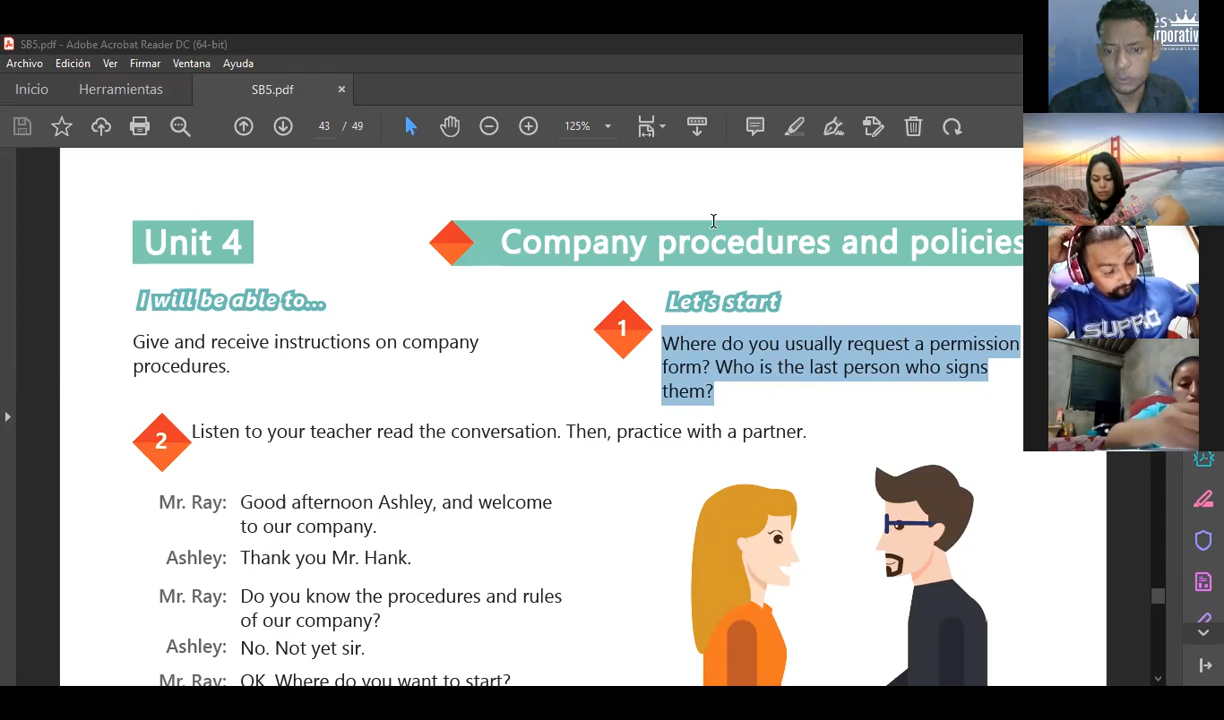 SB5.pdf - Adobe Acrobat Reader DC (64-bit)
Archivo Edición Ver Firmar Ventana Ayuda
Inicio Herramientas SB5.pdf ×
43 / 49 125%
Unit 4
Company procedures and policies
I will be able to...
Give and receive instructions on company
procedures.
Let's start
1
Where do you usually request a permission
form? Who is the last person who signs
them?
2
Listen to your teacher read the conversation. Then, practice with a partner.
Mr. Ray: Good afternoon Ashley, and welcome
to our company.
Ashley: Thank you Mr. Hank.
Mr. Ray: Do you know the procedures and rules
of our company?
Ashley: No. Not yet sir.
Mr. Ray: OK. Where do you want to start?
SUPRO